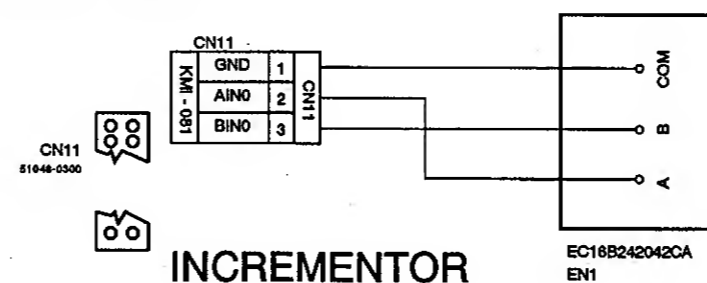 CN11
KMI - 081
GND 1
AIN0 2
BIN0 3
CN11
COM
B
A
CN11
51046-0300
INCREMENTOR
EC16B242042CA
EN1